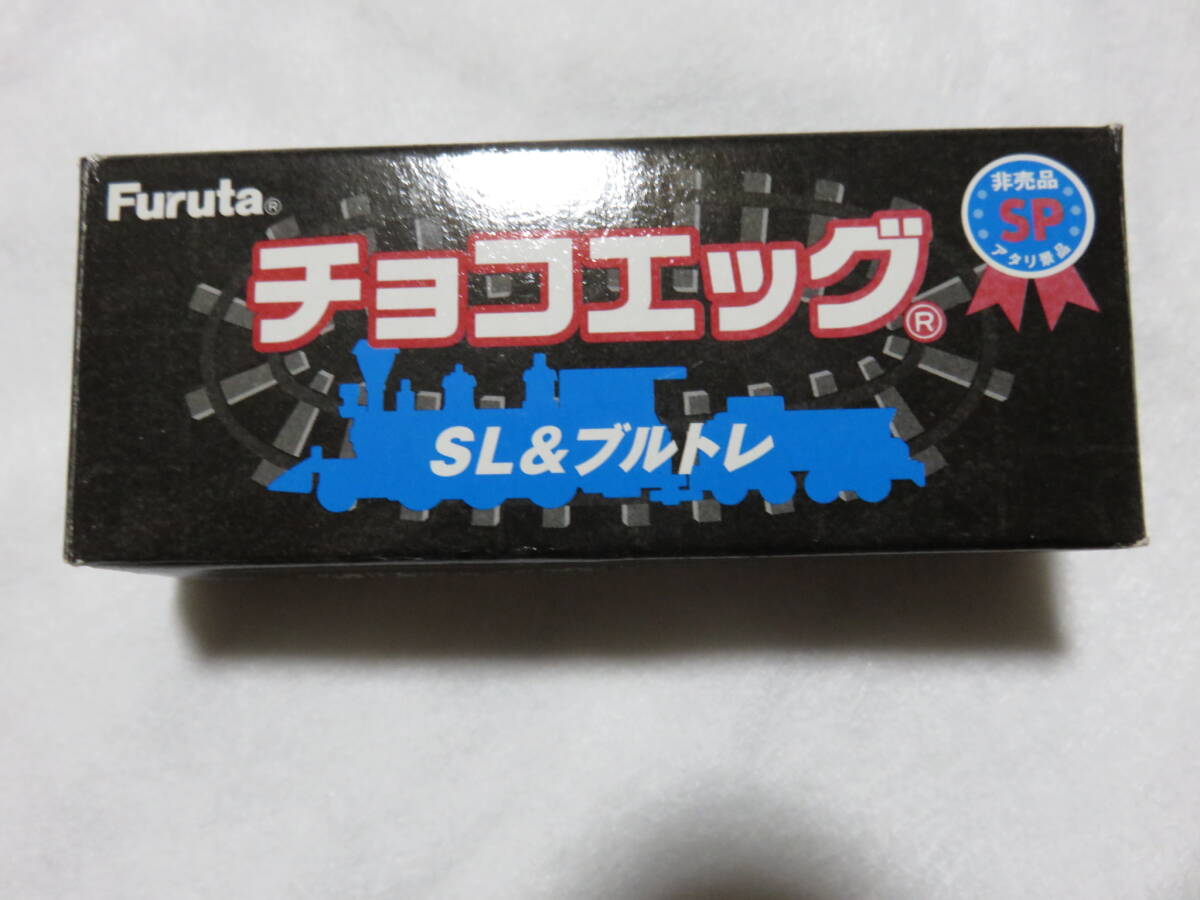 Furuta®
チョコエッグ®
SL&ブルトレ
非売品
SP
アタリ景品